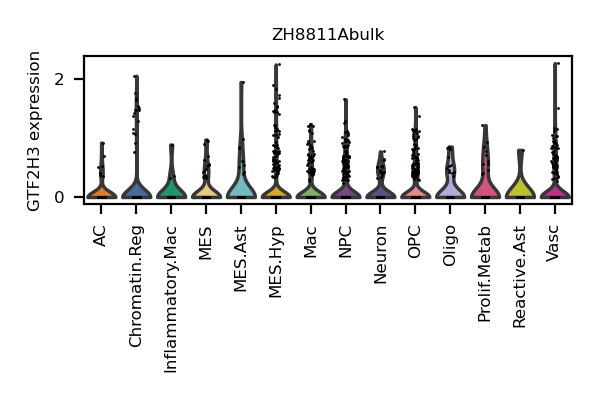 ZH8811Abulk
GTF2H3 expression
2
0
AC
Chromatin.Reg
Inflammatory.Mac
MES
MES.Ast
MES.Hyp
Mac
NPC
Neuron
OPC
Oligo
Prolif.Metab
Reactive.Ast
Vasc